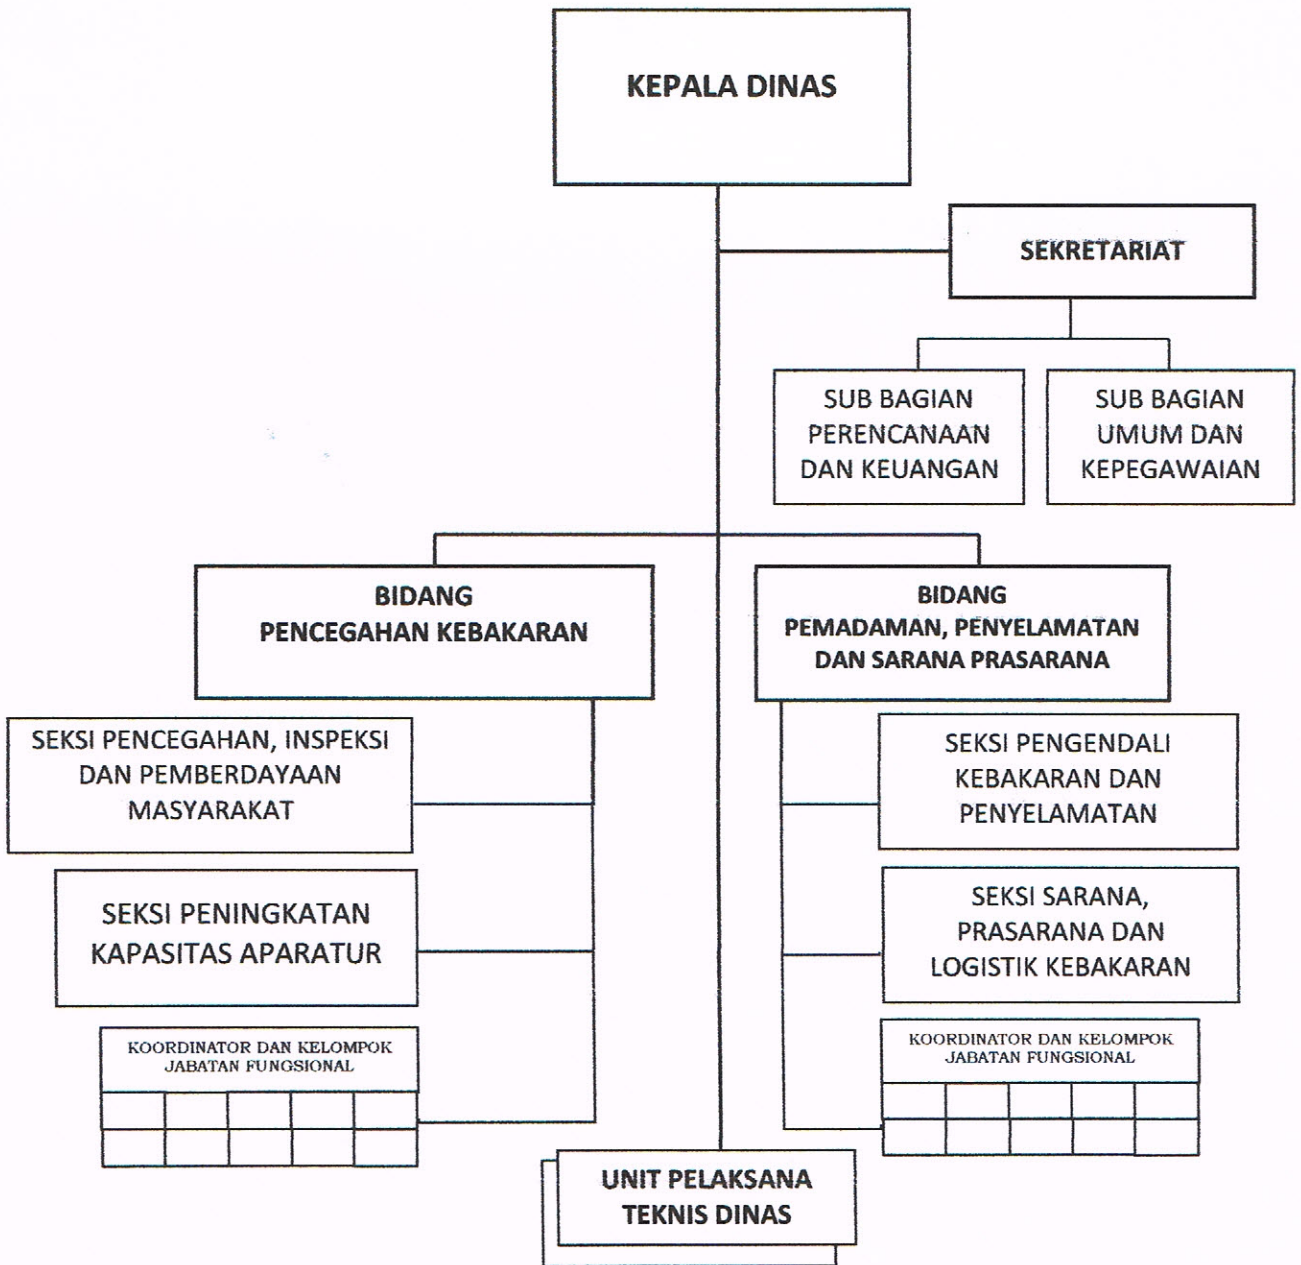 KEPALA DINAS
SEKRETARIAT
SUB BAGIAN
PERENCANAAN
DAN KEUANGAN
SUB BAGIAN
UMUM DAN
KEPEGAWAIAN
BIDANG
PENCEGAHAN KEBAKARAN
BIDANG
PEMADAMAN, PENYELAMATAN
DAN SARANA PRASARANA
SEKSI PENCEGAHAN, INSPEKSI
DAN PEMBERDAYAAN
MASYARAKAT
SEKSI PENGENDALI
KEBAKARAN DAN
PENYELAMATAN
SEKSI PENINGKATAN
KAPASITAS APARATUR
SEKSI SARANA,
PRASARANA DAN
LOGISTIK KEBAKARAN
KOORDINATOR DAN KELOMPOK
JABATAN FUNGSIONAL
KOORDINATOR DAN KELOMPOK
JABATAN FUNGSIONAL
UNIT PELAKSANA
TEKNIS DINAS